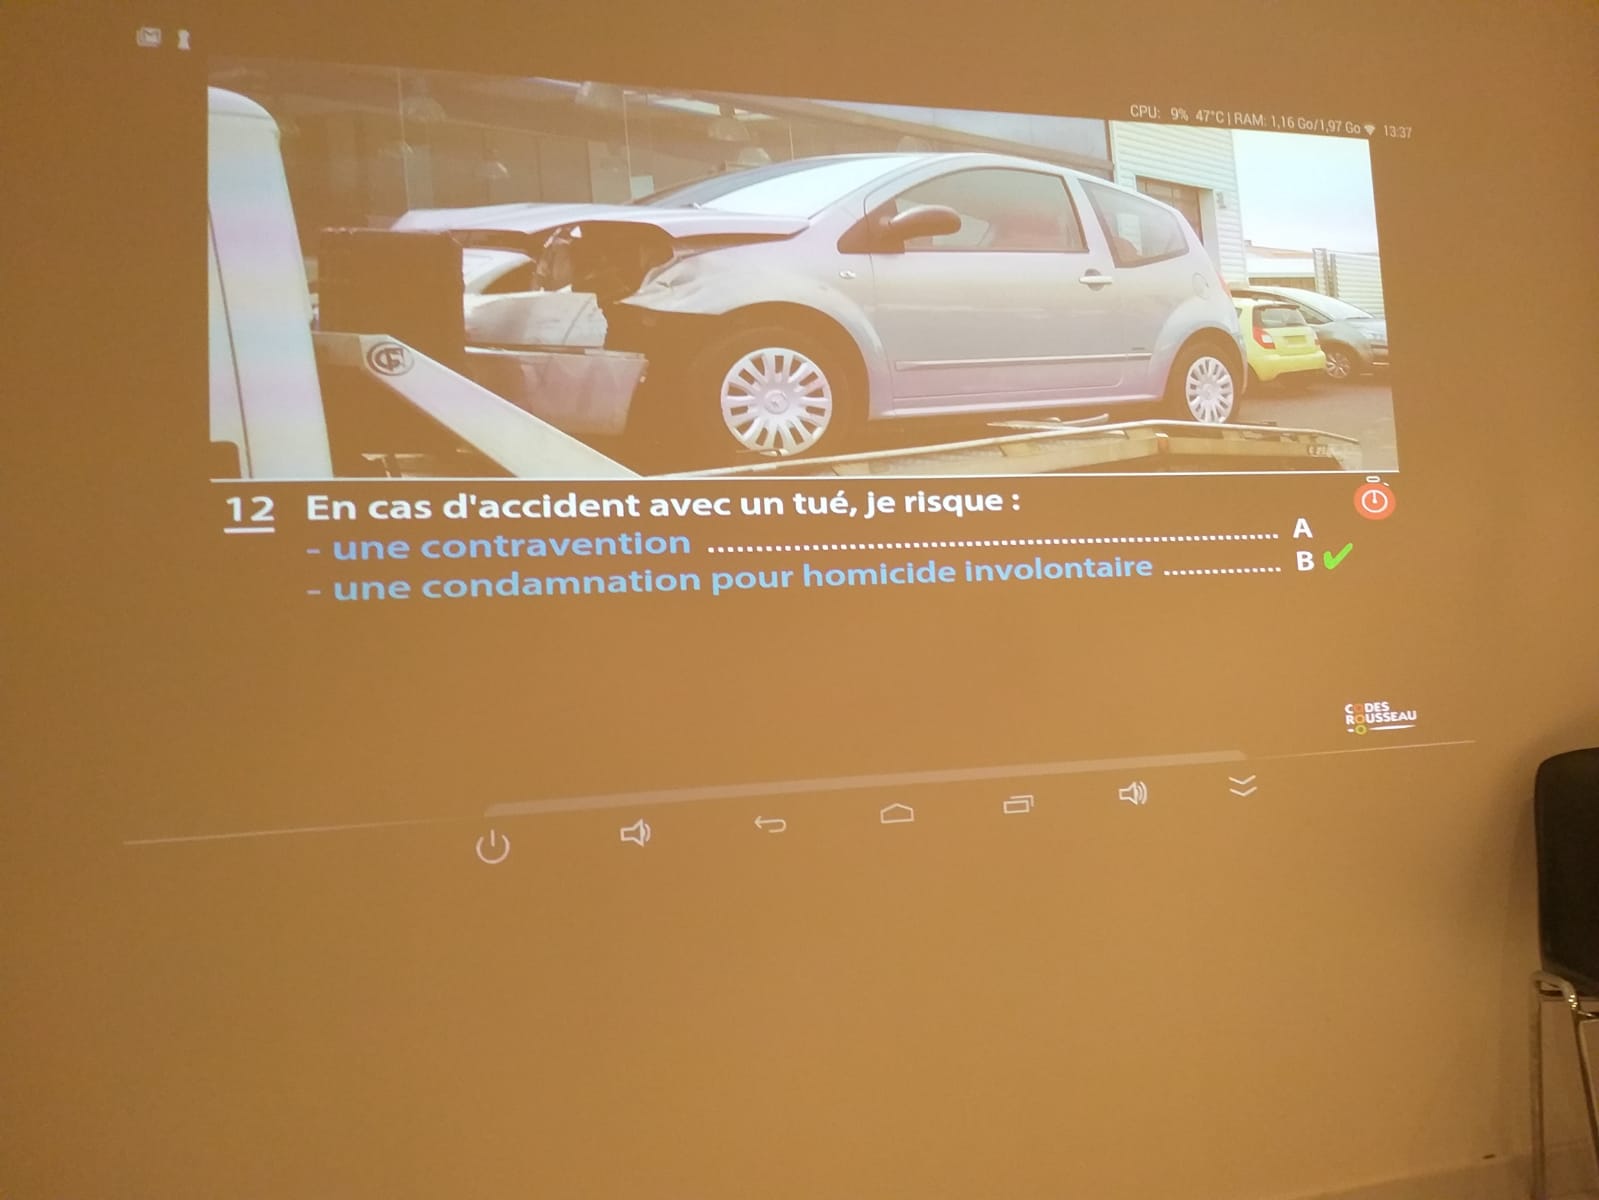 CPU: 9% 47°C | RAM: 1,16 Go/1,97 Go 13:37
12 En cas d'accident avec un tué, je risque :
- une contravention ........................................................................ A
- une condamnation pour homicide involontaire ............... B ✔
CODES
ROUSSEAU